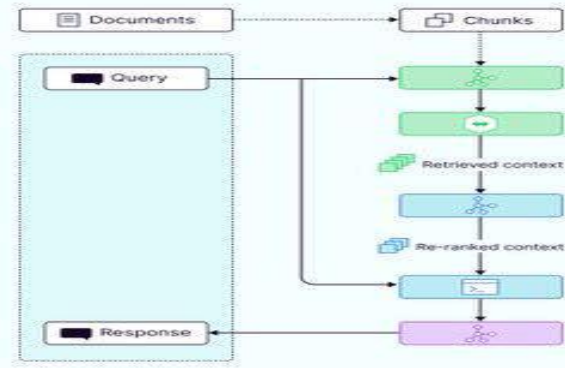 Documents
Chunks
Query
Retrieved context
Re-ranked context
>_
Response